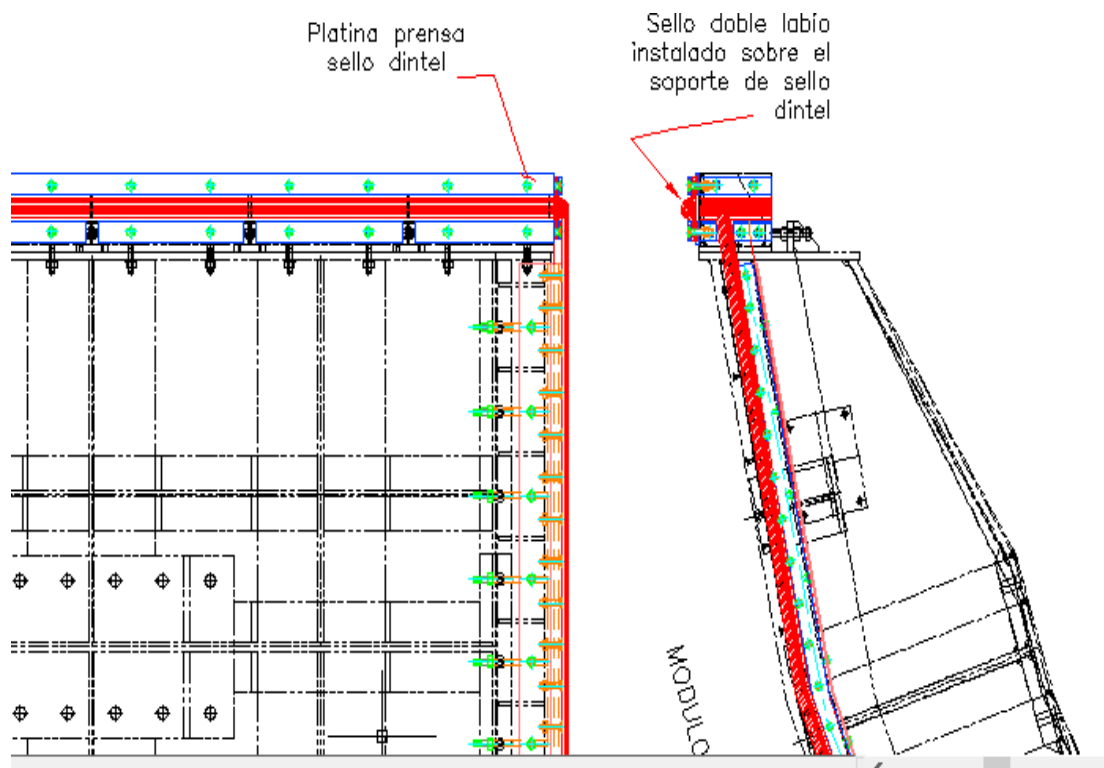 Platina prensa
sello dintel
Sello doble labio
instalado sobre el
soporte de sello
dintel
MODULO